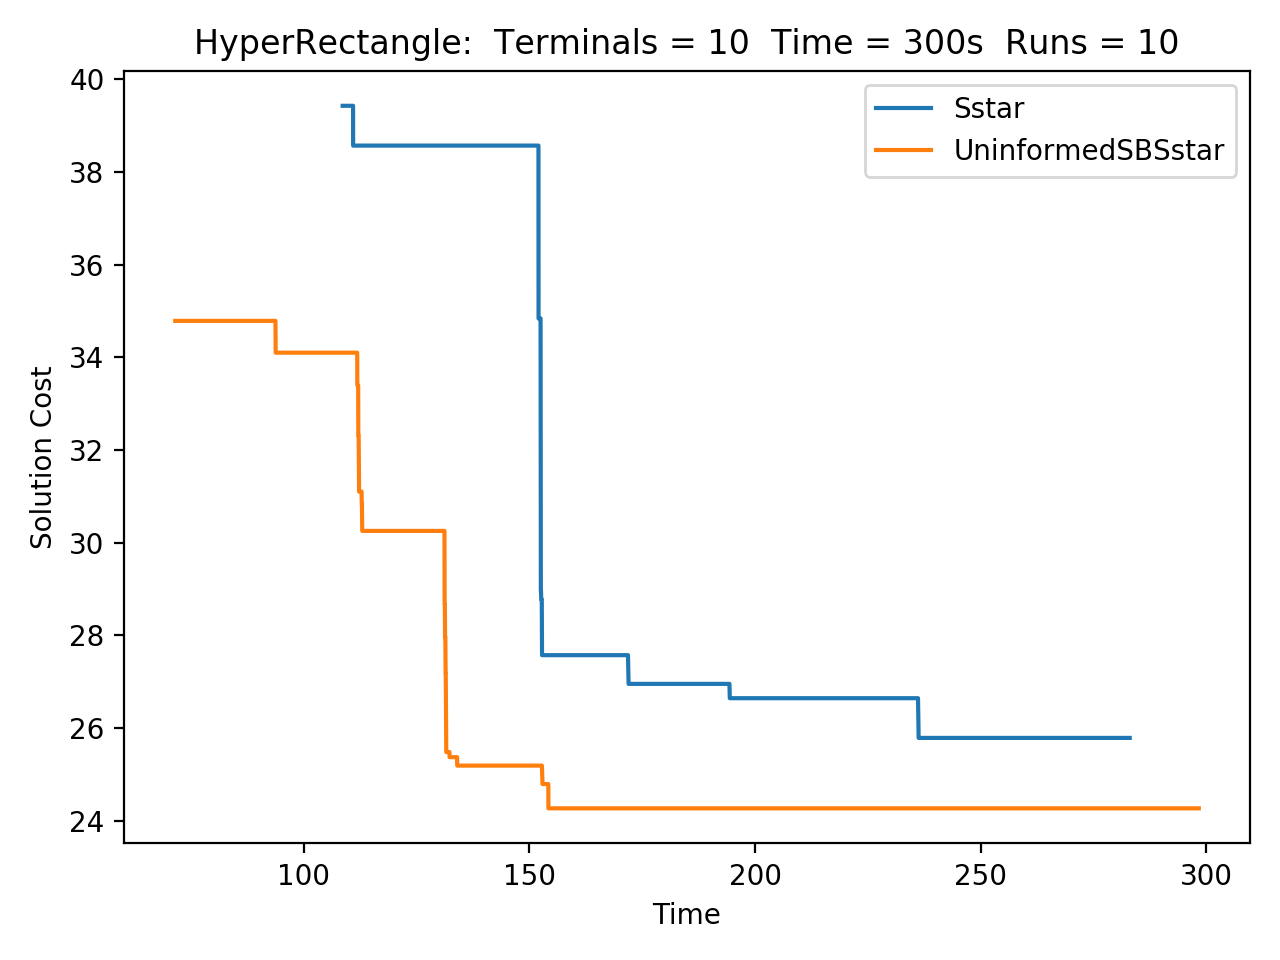 HyperRectangle:  Terminals = 10  Time = 300s  Runs = 10
Sstar
UninformedSBSstar
Solution Cost
40
38
36
34
32
30
28
26
24
100 150 200 250 300
Time